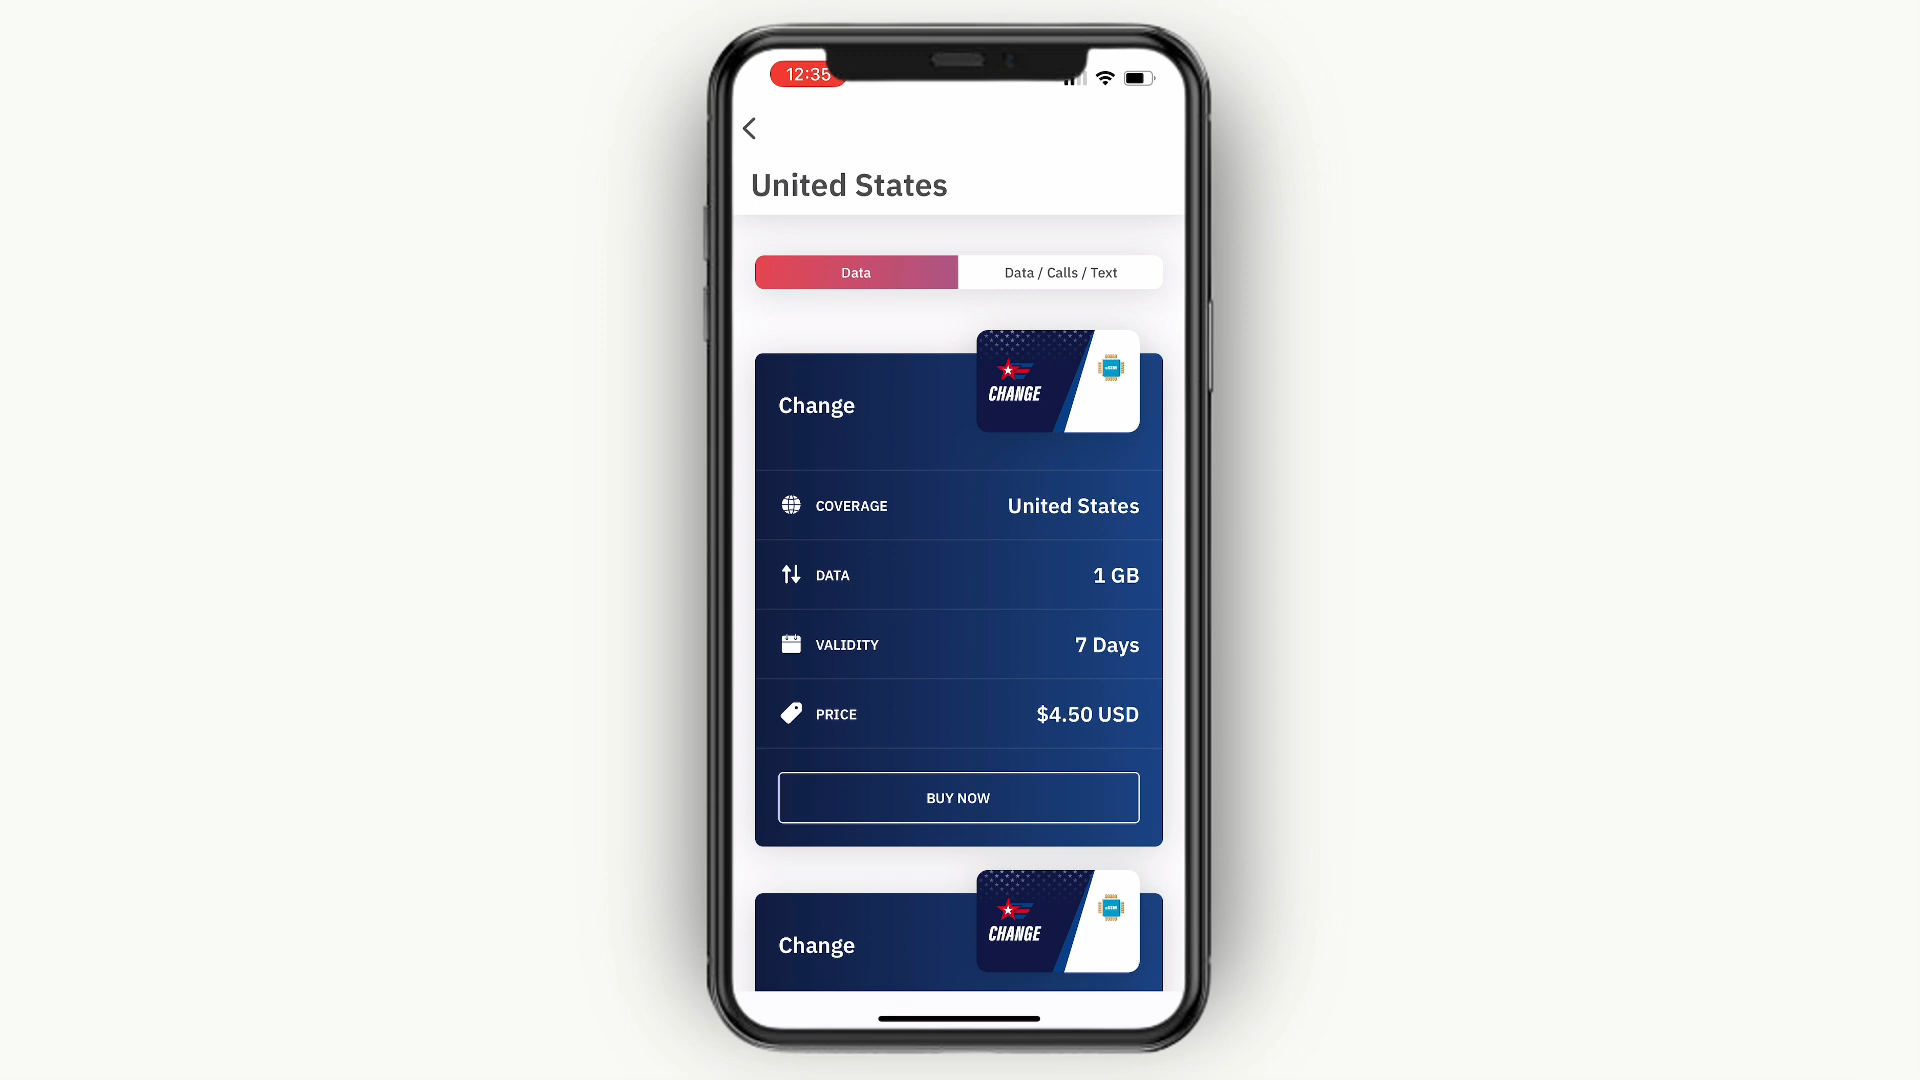 12:35
United States
Data
Data / Calls / Text
CHANGE
Change
COVERAGE
United States
DATA
1 GB
VALIDITY
7 Days
PRICE
$4.50 USD
BUY NOW
CHANGE
Change